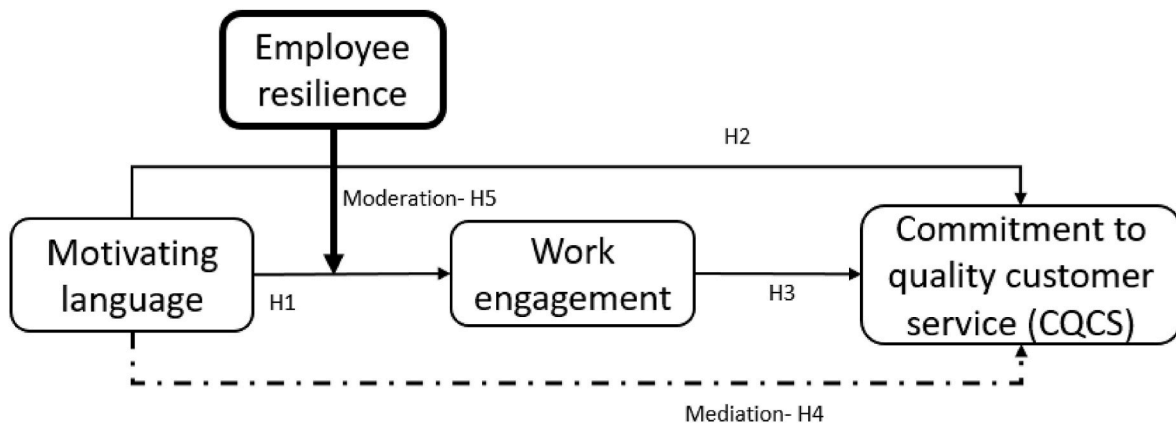 Employee
resilience
H2
Moderation- H5
Motivating
language
H1
Work
engagement
H3
Commitment to
quality customer
service (CQCS)
Mediation- H4